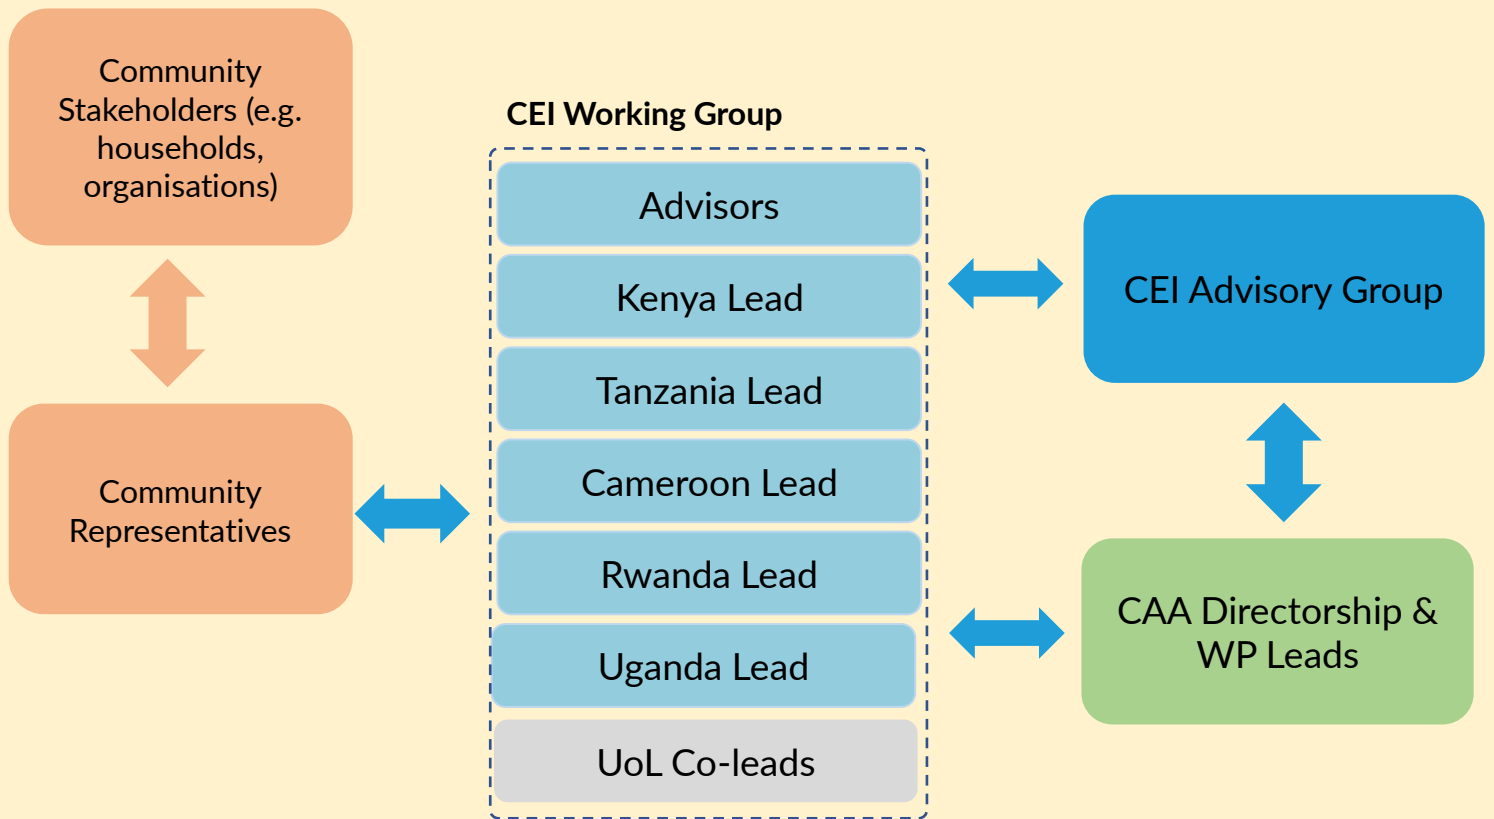 Community
Stakeholders (e.g.
households,
organisations)
Community
Representatives
CEI Working Group
Advisors
Kenya Lead
Tanzania Lead
Cameroon Lead
Rwanda Lead
Uganda Lead
UoL Co-leads
CEI Advisory Group
CAA Directorship &
WP Leads